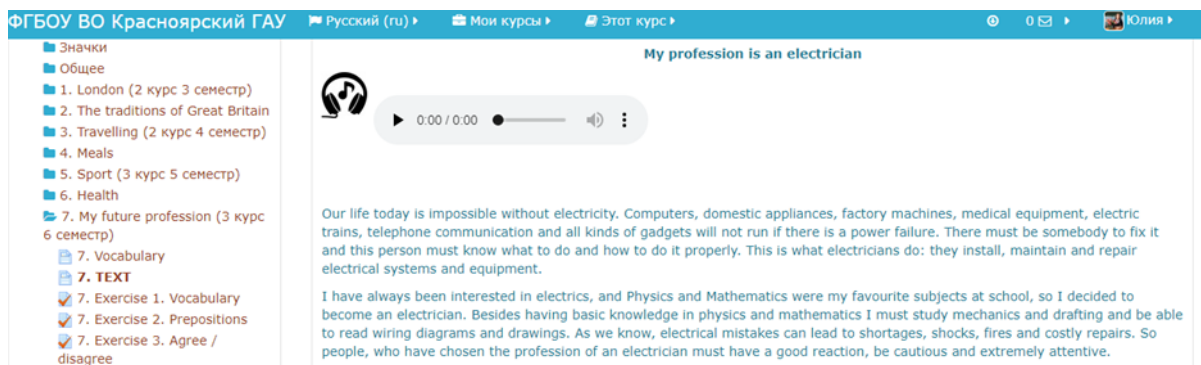 ФГБОУ ВО Красноярский ГАУ Русский (ru) Мои курсы Этот курс 0 Юлия
Значки
Общее
1. London (2 курс 3 семестр)
2. The traditions of Great Britain
3. Travelling (2 курс 4 семестр)
4. Meals
5. Sport (3 курс 5 семестр)
6. Health
7. My future profession (3 курс
6 семестр)
7. Vocabulary
7. TEXT
7. Exercise 1. Vocabulary
7. Exercise 2. Prepositions
7. Exercise 3. Agree /
disagree
My profession is an electrician
0:00 / 0:00
Our life today is impossible without electricity. Computers, domestic appliances, factory machines, medical equipment, electric
trains, telephone communication and all kinds of gadgets will not run if there is a power failure. There must be somebody to fix it
and this person must know what to do and how to do it properly. This is what electricians do: they install, maintain and repair
electrical systems and equipment.
I have always been interested in electrics, and Physics and Mathematics were my favourite subjects at school, so I decided to
become an electrician. Besides having basic knowledge in physics and mathematics I must study mechanics and drafting and be able
to read wiring diagrams and drawings. As we know, electrical mistakes can lead to shortages, shocks, fires and costly repairs. So
people, who have chosen the profession of an electrician must have a good reaction, be cautious and extremely attentive.